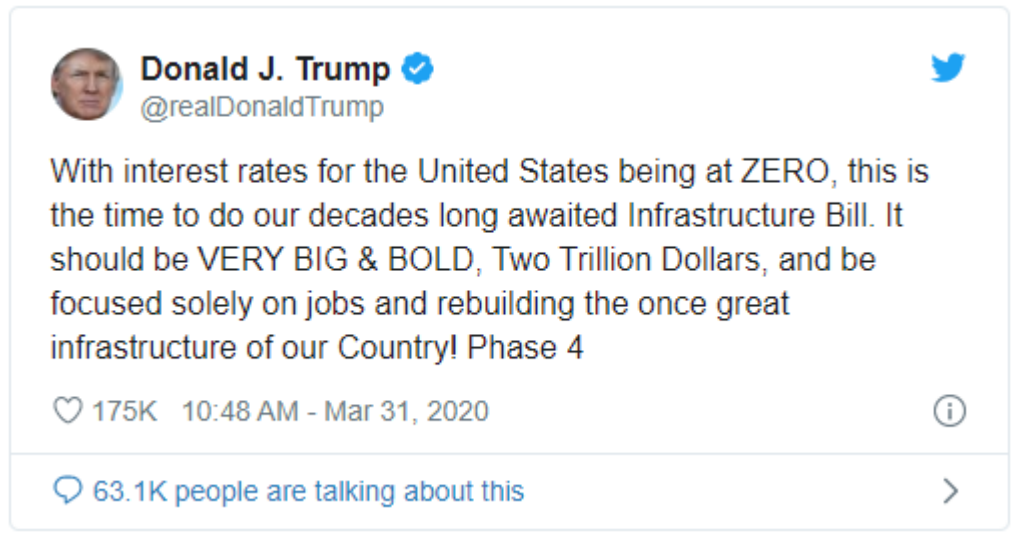 Donald J. Trump
@realDonaldTrump
With interest rates for the United States being at ZERO, this is
the time to do our decades long awaited Infrastructure Bill. It
should be VERY BIG & BOLD, Two Trillion Dollars, and be
focused solely on jobs and rebuilding the once great
infrastructure of our Country! Phase 4
175K 10:48 AM - Mar 31, 2020
63.1K people are talking about this